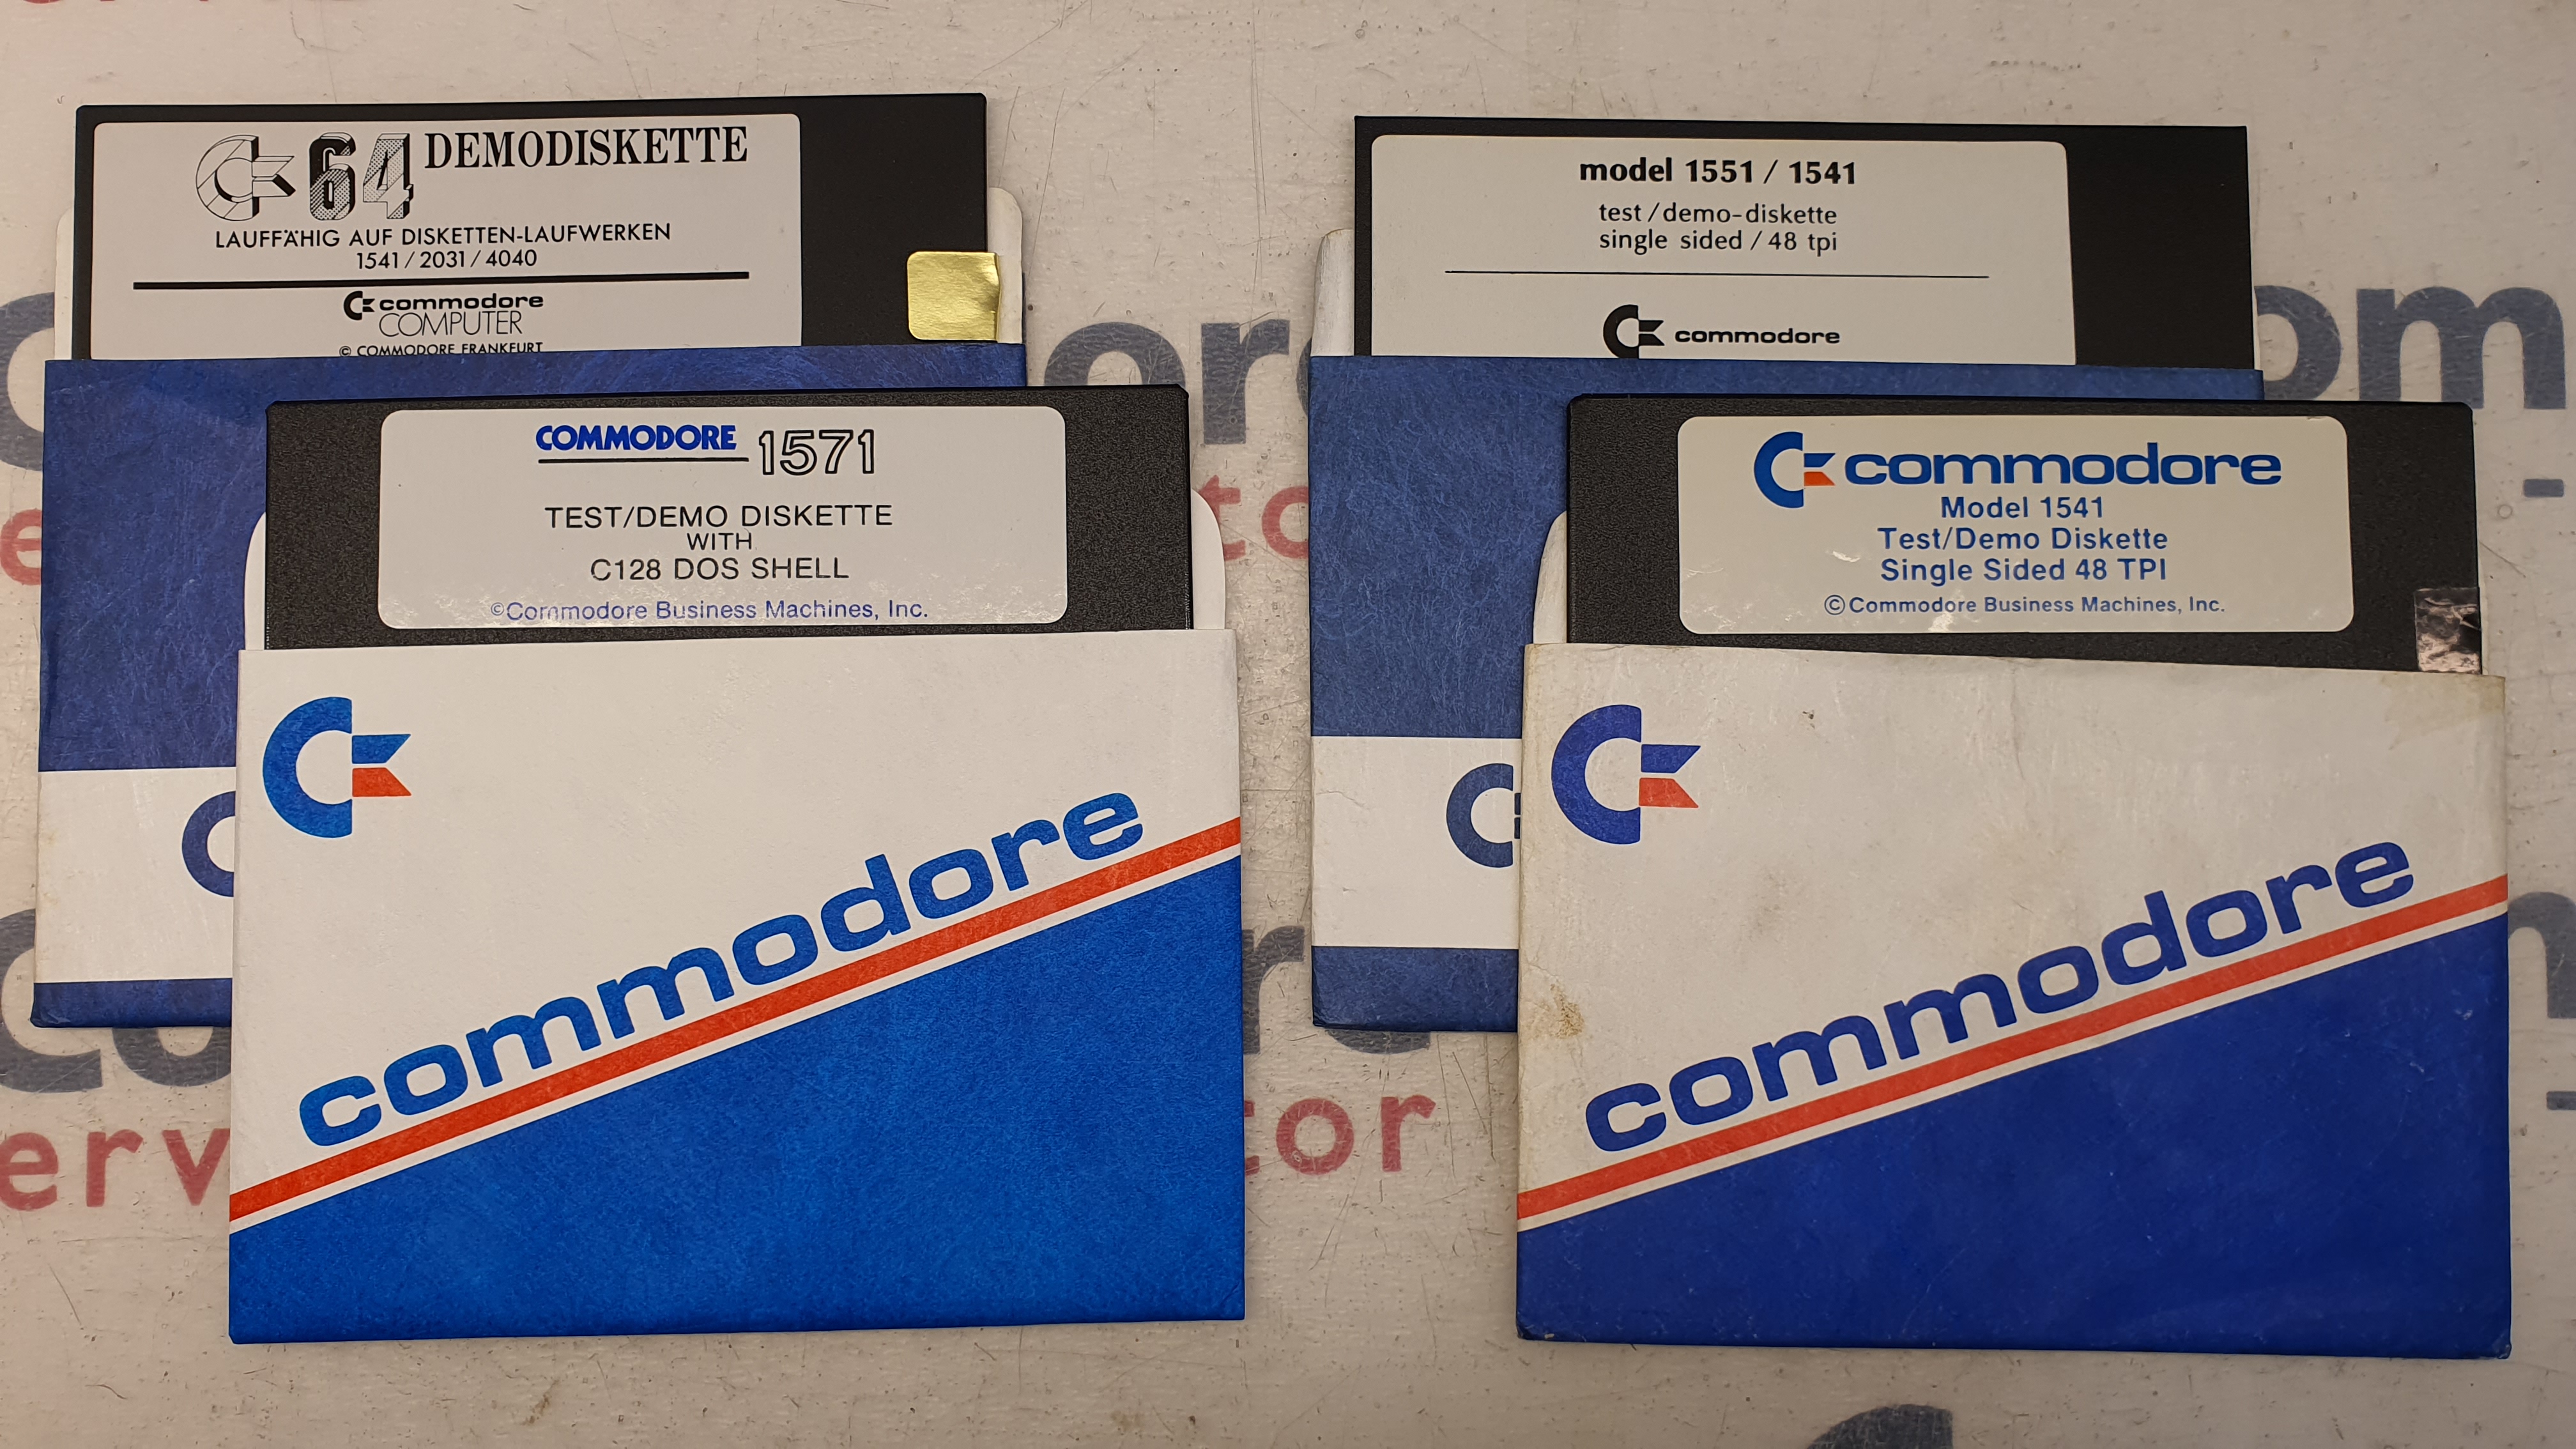 C= 64 DEMODISKETTE
LAUFFÄHIG AUF DISKETTEN-LAUFWERKEN
1541/2031/4040
commodore
COMPUTER
© COMMODORE FRANKFURT
model 1551 / 1541
test/demo-diskette
single sided / 48 tpi
commodore
COMMODORE 1571
TEST/DEMO DISKETTE
WITH
C128 DOS SHELL
©Commodore Business Machines, Inc.
commodore
Model 1541
Test/Demo Diskette
Single Sided 48 TPI
©Commodore Business Machines, Inc.
commodore
commodore